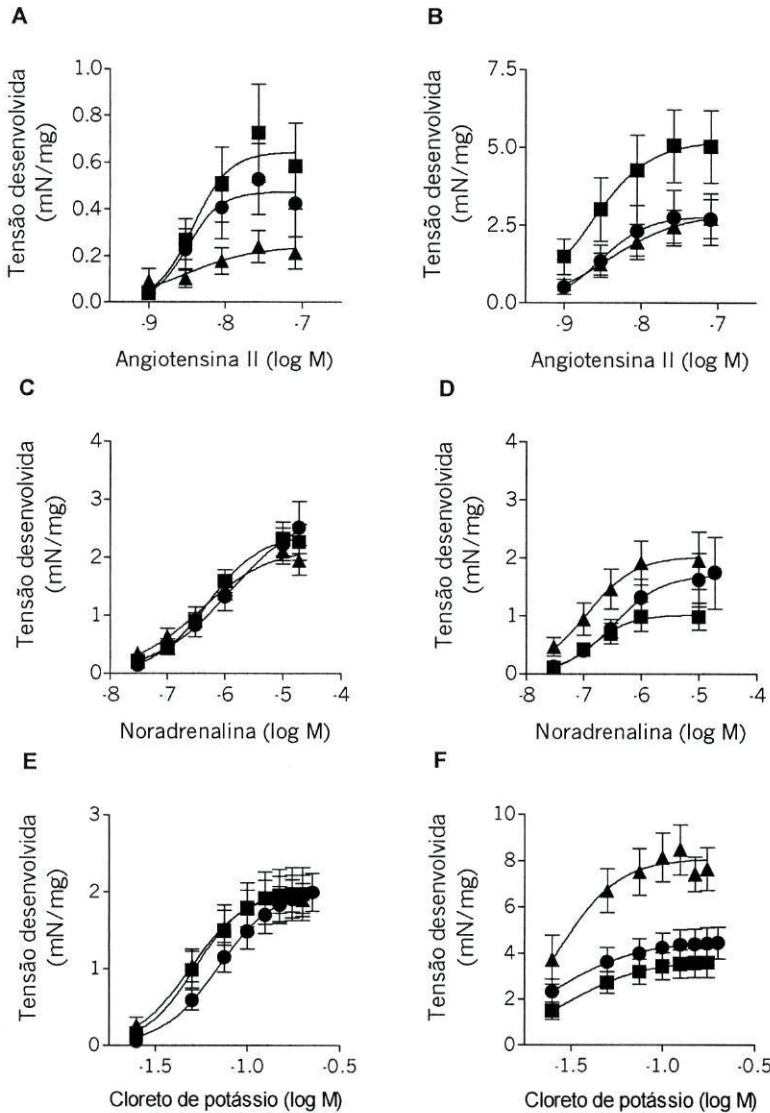 A
Tensão desenvolvida
(mN/mg)
1.0
0.8
0.6
0.4
0.2
0.0
-9
-8
-7
Angiotensina II (log M)
B
Tensão desenvolvida
(mN/mg)
7.5
5.0
2.5
0.0
-9
-8
-7
Angiotensina II (log M)
C
Tensão desenvolvida
(mN/mg)
4
3
2
1
0
-8
-7
-6
-5
-4
Noradrenalina (log M)
D
Tensão desenvolvida
(mN/mg)
4
3
2
1
0
-8
-7
-6
-5
-4
Noradrenalina (log M)
E
Tensão desenvolvida
(mN/mg)
3
2
1
0
-1.5
-1.0
-0.5
Cloreto de potássio (log M)
F
Tensão desenvolvida
(mN/mg)
10
8
6
4
2
0
-1.5
-1.0
-0.5
Cloreto de potássio (log M)